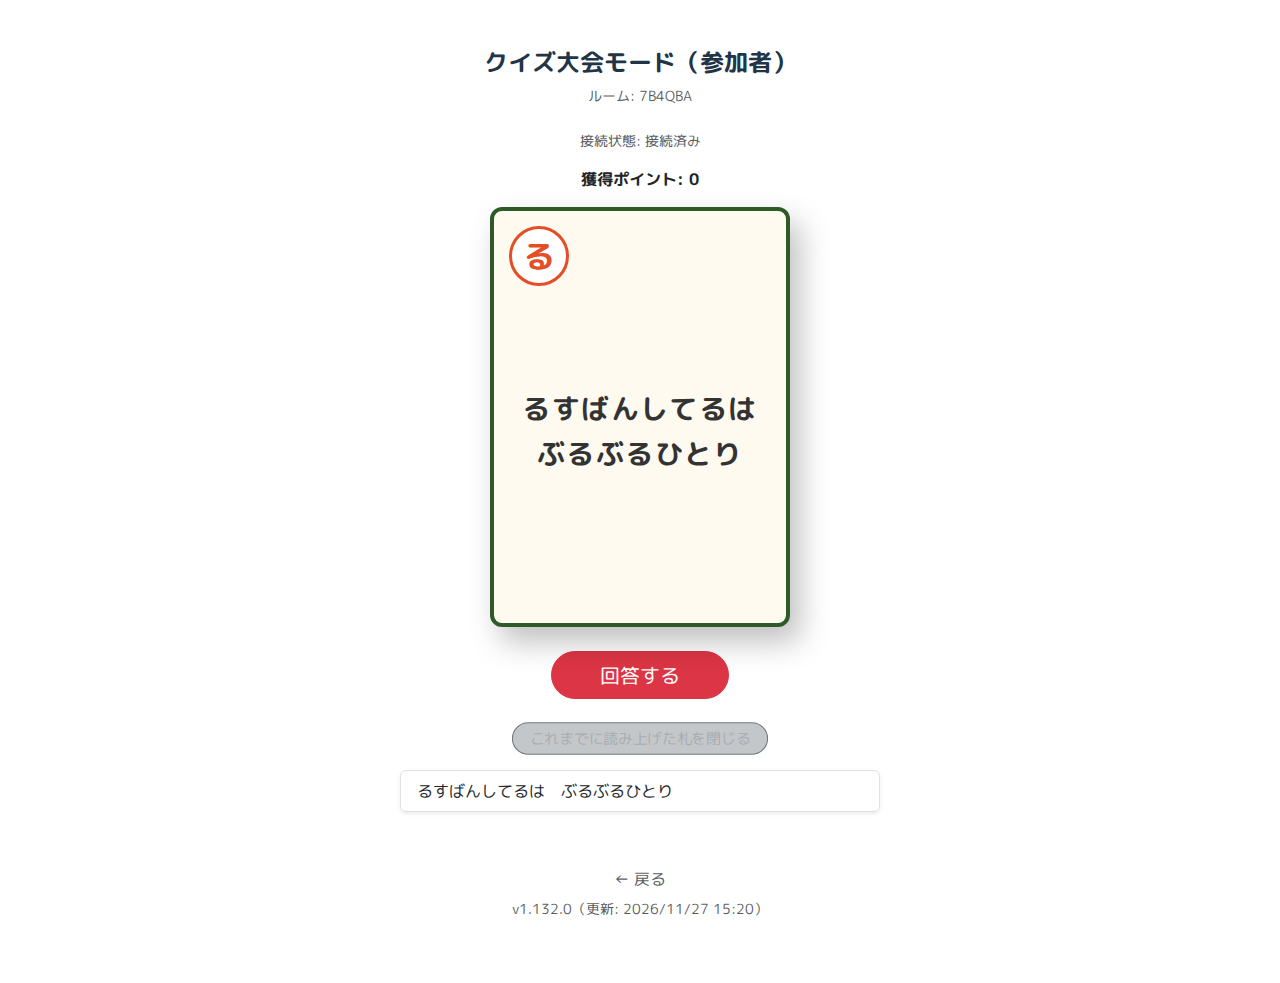 クイズ大会モード（参加者）
ルーム: 7B4QBA
接続状態: 接続済み
獲得ポイント: 0
る
るすばんしてるは
ぶるぶるひとり
回答する
これまでに読み上げた札を閉じる
るすばんしてるは　ぶるぶるひとり
← 戻る
v1.132.0（更新: 2026/11/27 15:20）